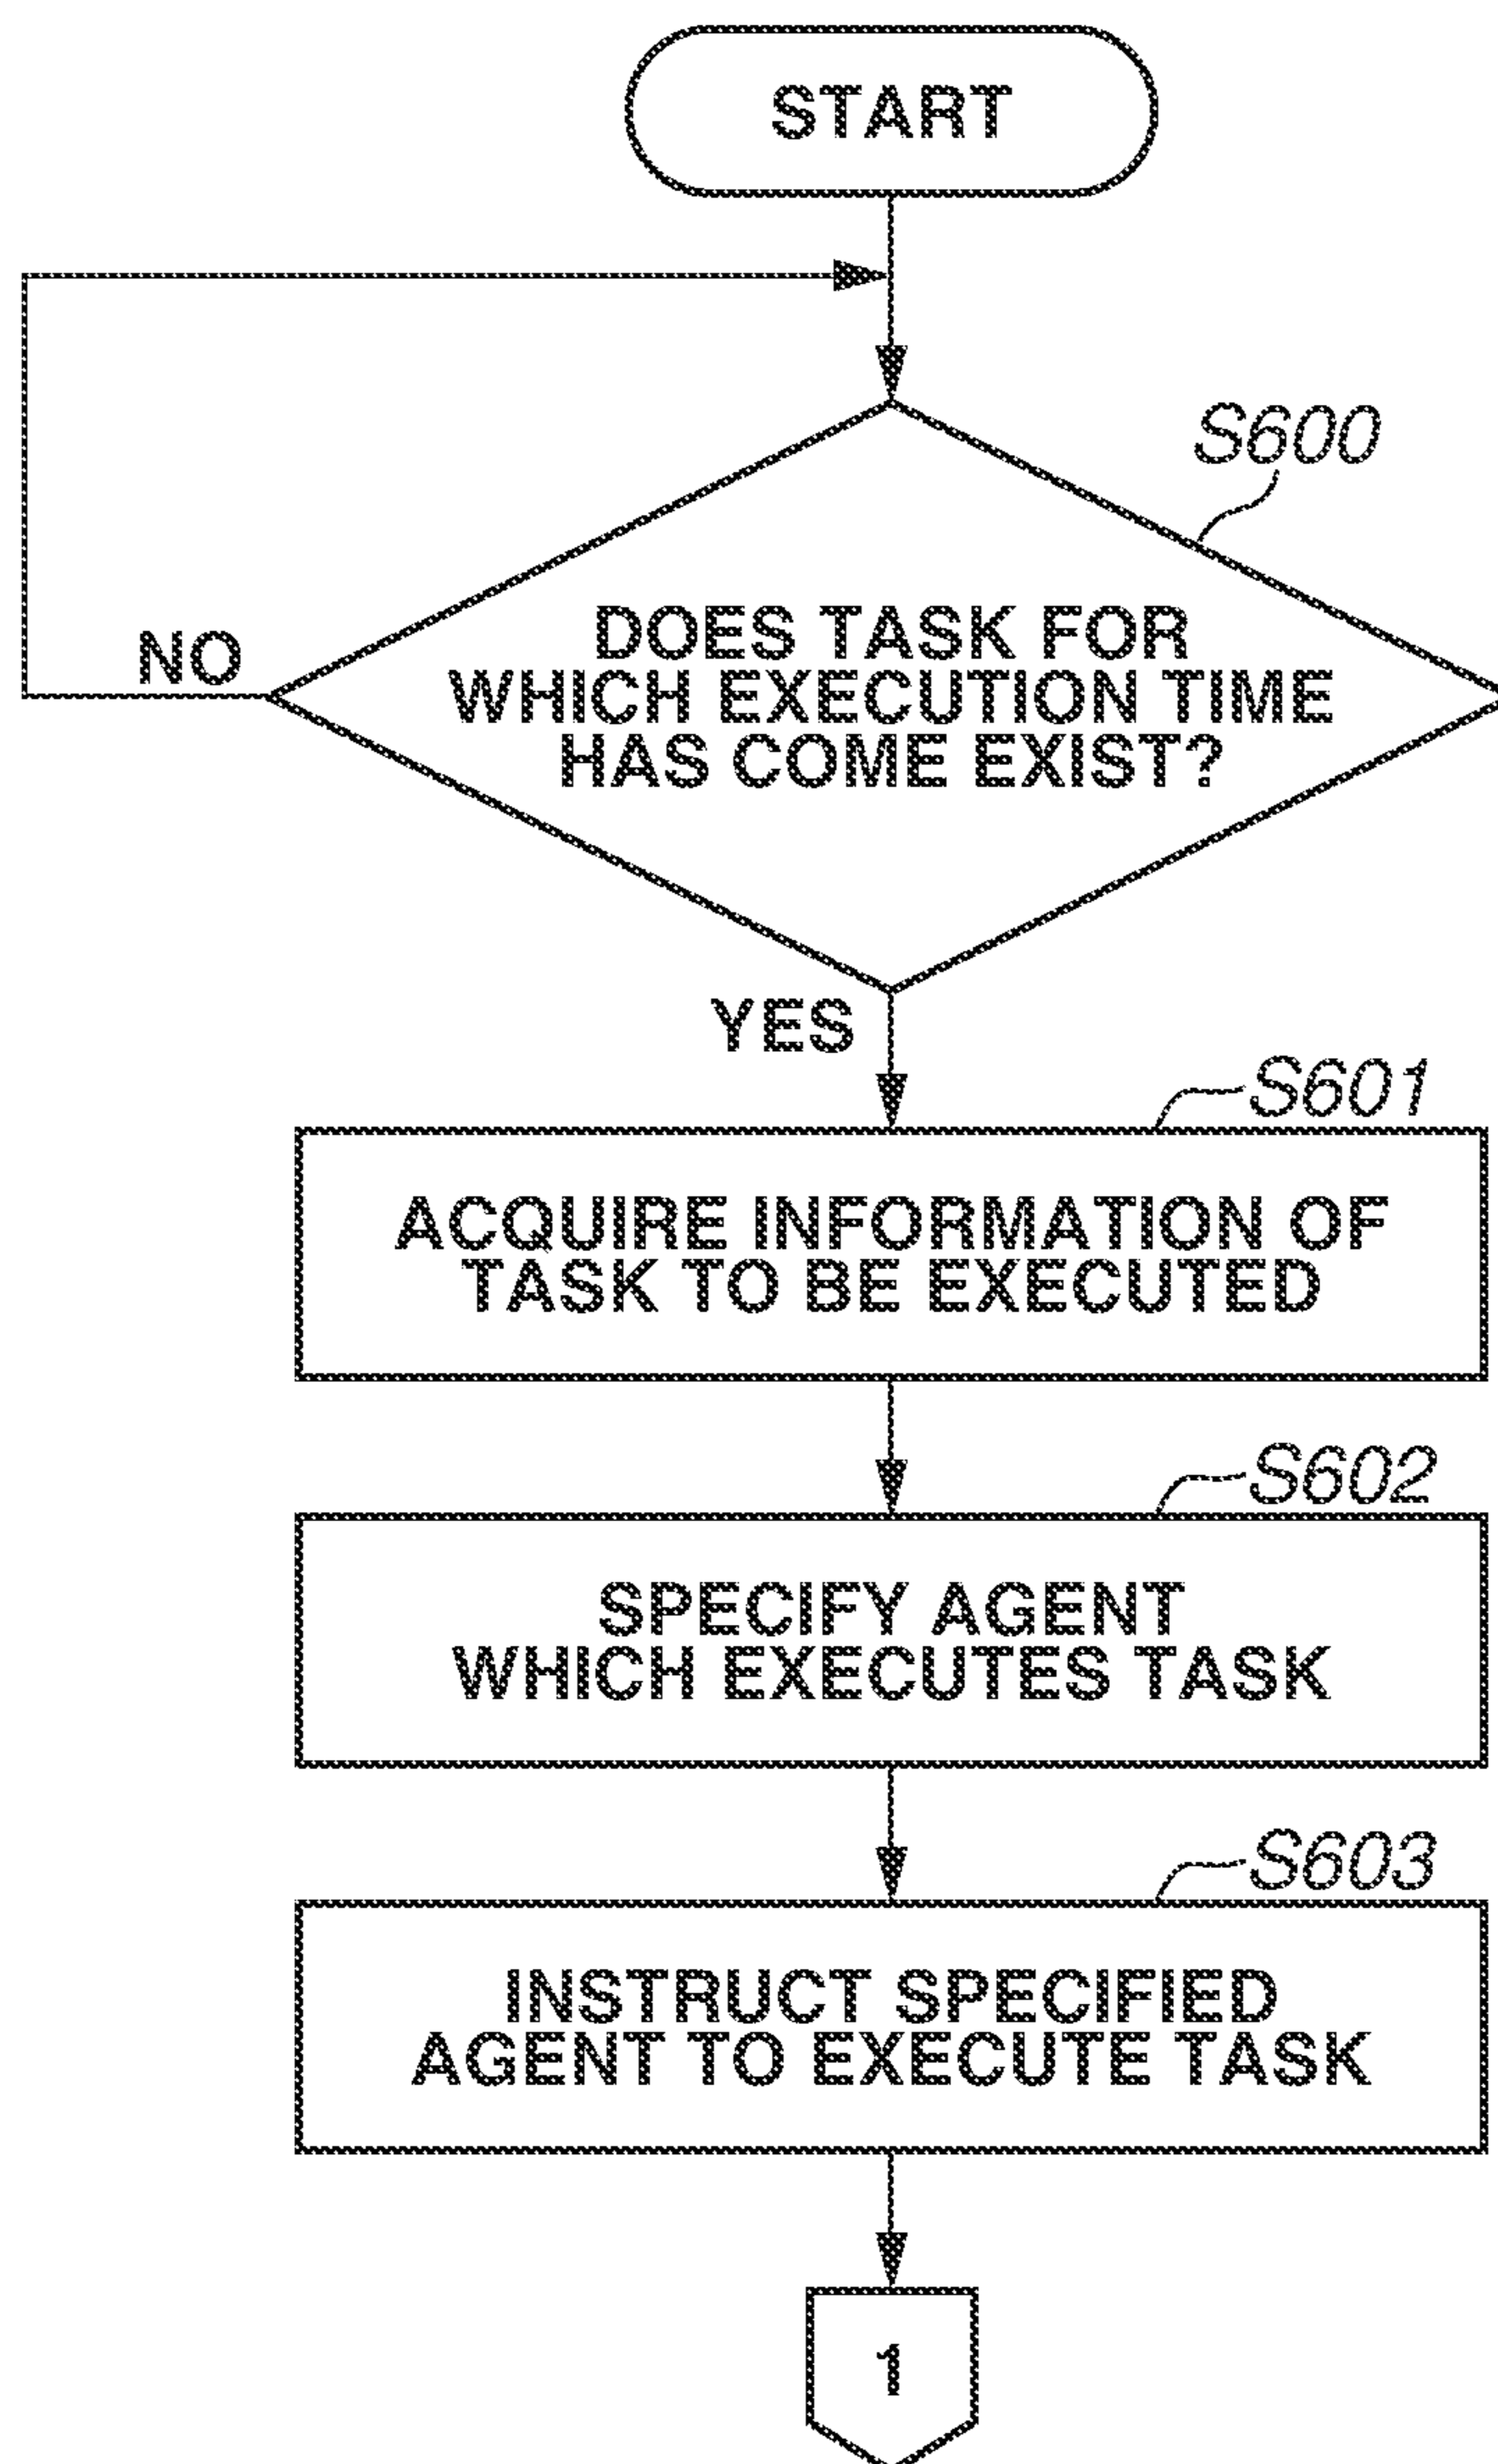 START
S600
DOES TASK FOR
WHICH EXECUTION TIME
HAS COME EXIST?
NO
YES
S601
ACQUIRE INFORMATION OF
TASK TO BE EXECUTED
S602
SPECIFY AGENT
WHICH EXECUTES TASK
S603
INSTRUCT SPECIFIED
AGENT TO EXECUTE TASK
1